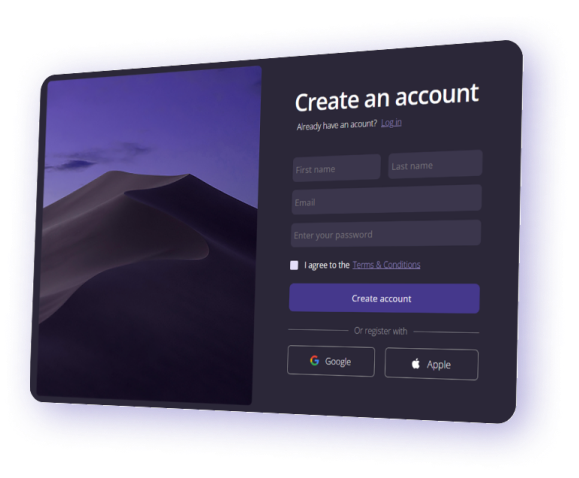 Create an account
Already have an acount? Log in
First name Last name
Email
Enter your password
I agree to the Terms & Conditions
Create account
Or register with
Google Apple